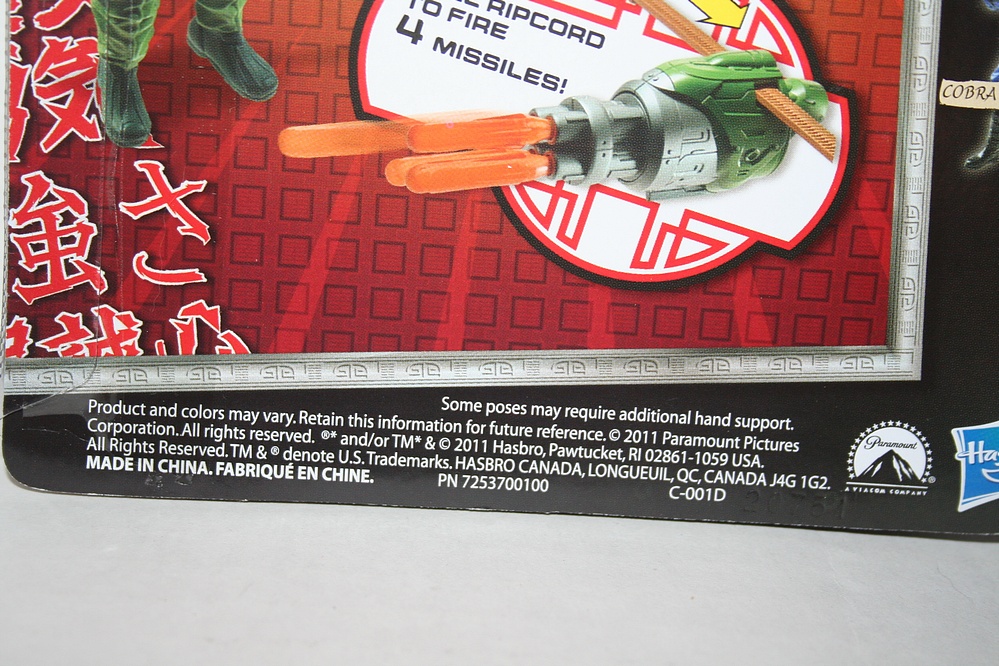 RIPCORD
TO FIRE
4 MISSILES!
COBRA
強
Some poses may require additional hand support.
Product and colors may vary. Retain this information for future reference. © 2011 Paramount Pictures
Corporation. All rights reserved. ®* and/or TM* & © 2011 Hasbro, Pawtucket, RI 02861-1059 USA.
All Rights Reserved. TM & ® denote U.S. Trademarks. HASBRO CANADA, LONGUEUIL, QC, CANADA J4G 1G2.
MADE IN CHINA. FABRIQUÉ EN CHINE.
PN 7253700100
C-001D
Paramount
A VIACOM COMPANY